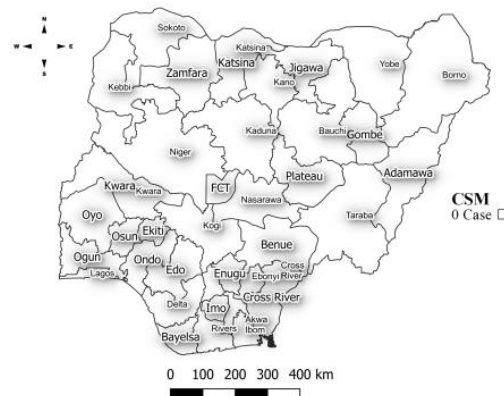 N
W E
S
Sokoto
Katsina
Zamfara
Katsina
Jigawa
Yobe
Borno
Kebbi
Kano
Kaduna
Bauchi
Gombe
Niger
Adamawa
Plateau
Kwara
Kwara
FCT
Nasarawa
CSM
Oyo
Taraba
0 Case
Kogi
Osun
Ekiti
Benue
Ogun
Ondo
Edo
Cross
Lagos
Enugu
Ebonyi
River
Delta
Cross River
Imo
Akwa
Bayelsa
Rivers
Ibom
0 100 200 300 400 km